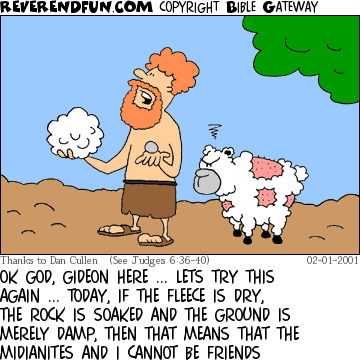 REVERENDFUN.COM COPYRIGHT BIBLE GATEWAY
Thanks to Dan Cullen (See Judges 6:36-40) 02-01-2001
OK GOD, GIDEON HERE ... LETS TRY THIS
AGAIN ... TODAY, IF THE FLEECE IS DRY,
THE ROCK IS SOAKED AND THE GROUND IS
MERELY DAMP, THEN THAT MEANS THAT THE
MIDIANITES AND I CANNOT BE FRIENDS